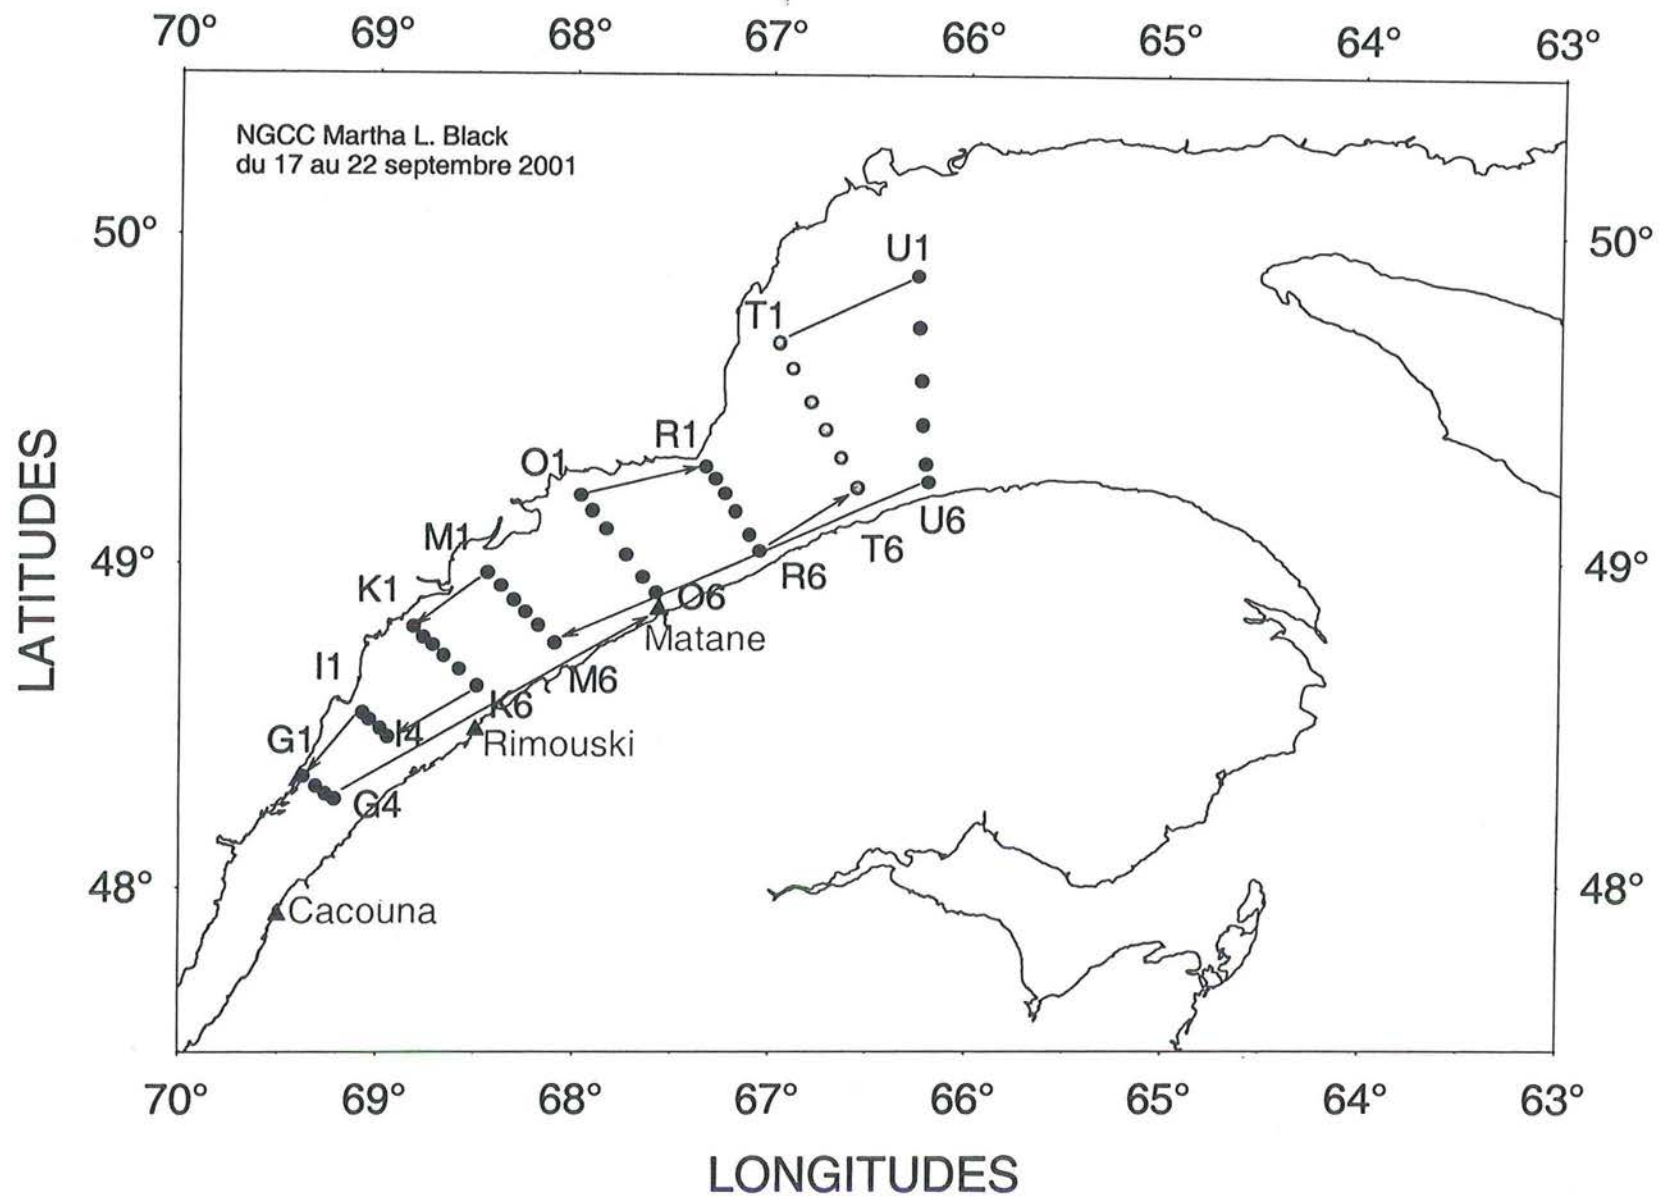 70° 69° 68° 67° 66° 65° 64° 63°
NGCC Martha L. Black
du 17 au 22 septembre 2001
50° 50°
U1
T1
R1
O1
M1
U6
T6
49° 49°
R6
K1
O6
Matane
I1
M6
K6
G1
I4
Rimouski
G4
48° 48°
Cacouna
70° 69° 68° 67° 66° 65° 64° 63°
LATITUDES
LONGITUDES